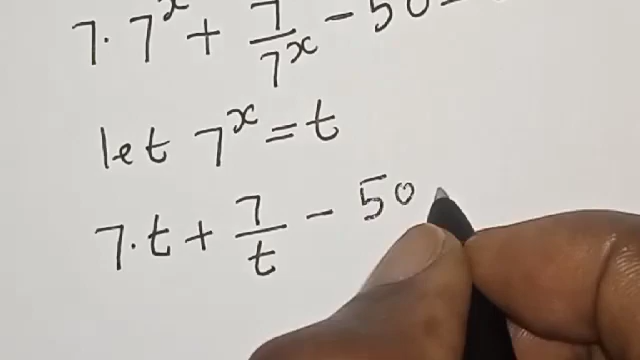 7·7^x + 7/7^x - 50 =
let 7^x = t
7·t + 7/t - 50